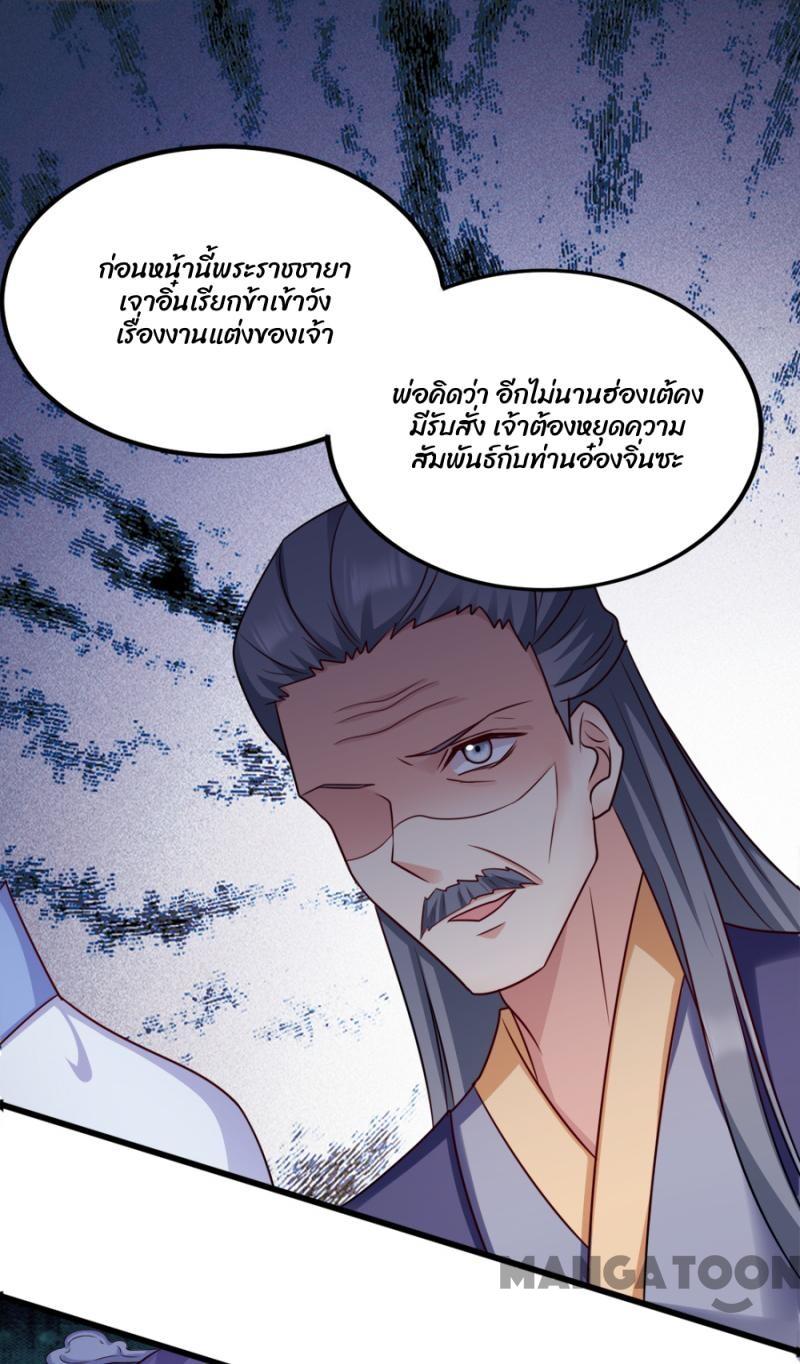 ก่อนหน้านี้พระราชชายา
เจาอิ๋นเรียกข้าเข้าวัง
เรื่องงานแต่งของเจ้า
พ่อคิดว่า อีกไม่นานฮ่องเต้คง
มีรับสั่ง เจ้าต้องหยุดความ
สัมพันธ์กับท่านอ๋องจิ่นซะ
MANGATOON